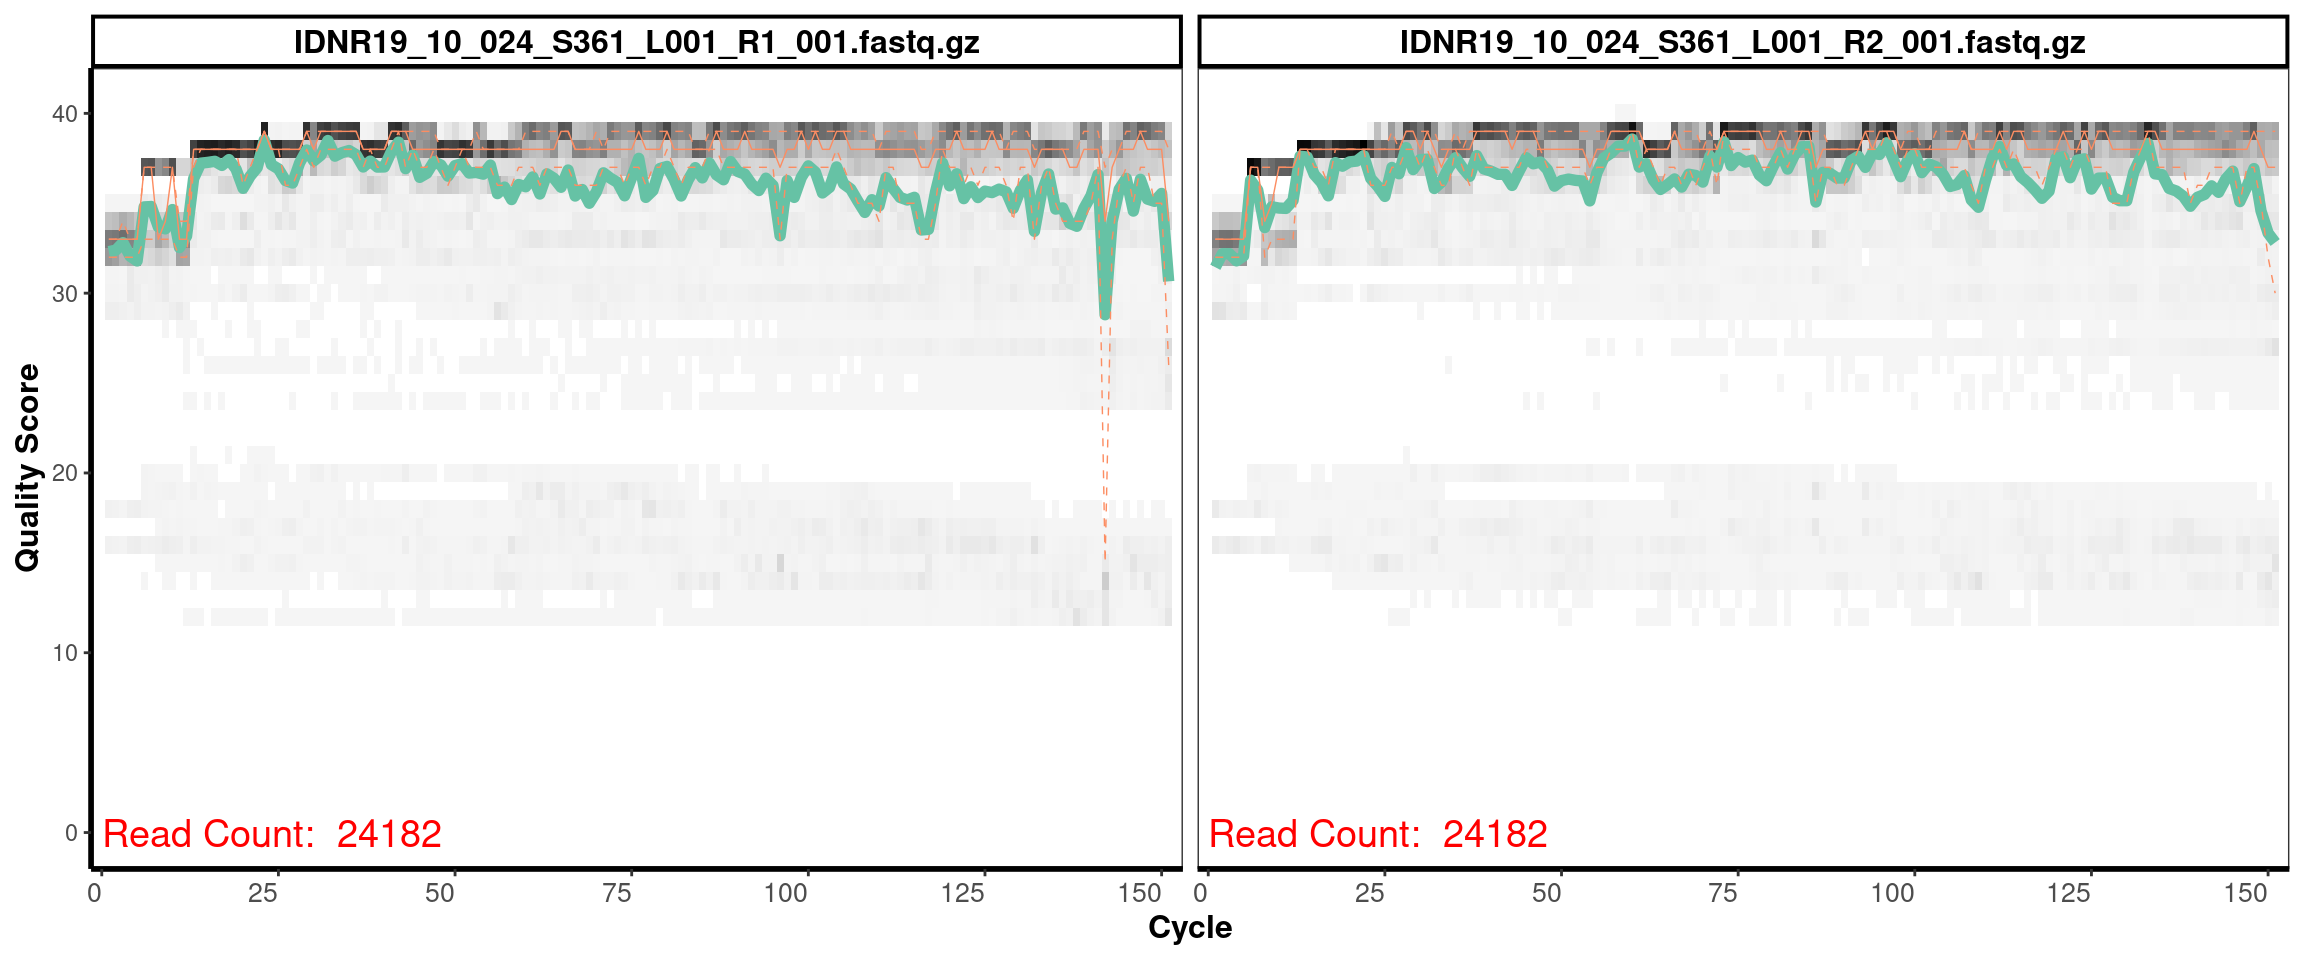 IDNR19_10_024_S361_L001_R1_001.fastq.gz
IDNR19_10_024_S361_L001_R2_001.fastq.gz
Quality Score
40
30
20
10
0
Read Count: 24182
Read Count: 24182
0 25 50 75 100 125 150
0 25 50 75 100 125 150
Cycle